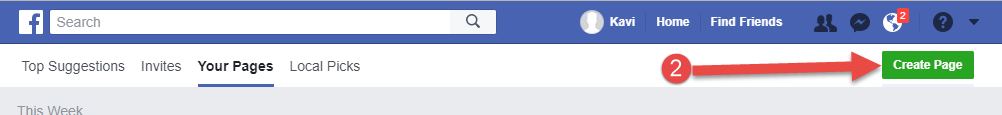 f Search Kavi Home Find Friends 2 ?
Top Suggestions Invites Your Pages Local Picks 2 Create Page
This Week